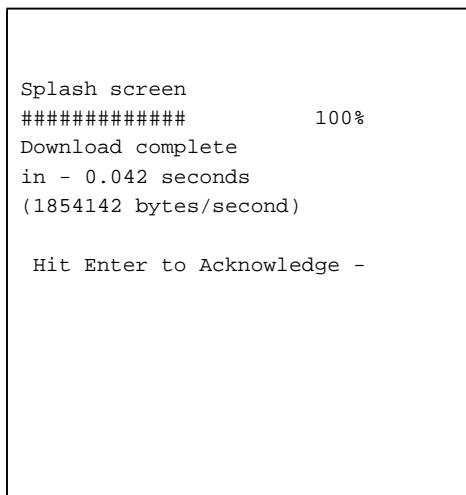 Splash screen
############# 100%
Download complete
in - 0.042 seconds
(1854142 bytes/second)
Hit Enter to Acknowledge -